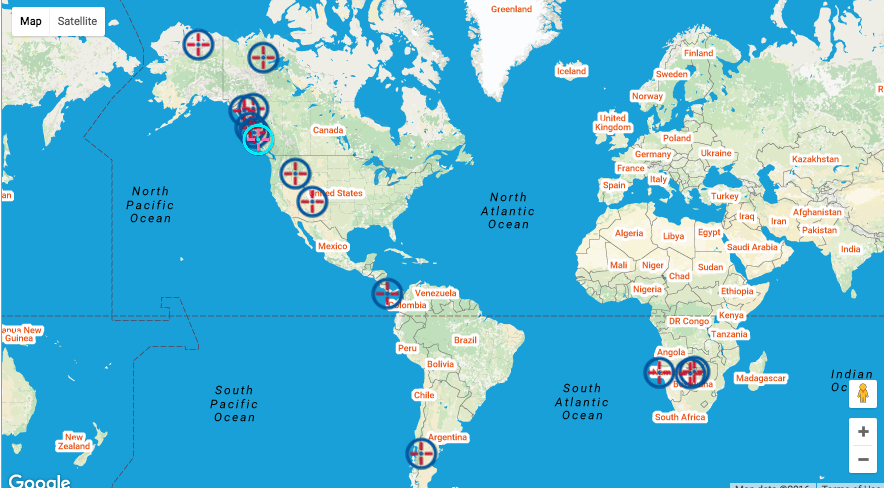 Map
Satellite
Greenland
Iceland
Finland
Sweden
Norway
United
Kingdom
Canada
Poland
Germany
Ukraine
Kazakhstan
France
Italy
Spain
North
Pacific
Ocean
North
Atlantic
Ocean
United States
Turkey
Iraq
Iran
Afghanistan
Pakistan
Algeria
Libya
Egypt
Saudi Arabia
India
Mexico
Mali
Niger
Chad
Sudan
Nigeria
Ethiopia
Venezuela
Colombia
DR Congo
Kenya
Tanzania
Guinea
Peru
Brazil
Bolivia
Angola
Madagascar
Indian
South
Pacific
Ocean
South
Atlantic
Ocean
Chile
South Africa
Argentina
New
Zealand
Google
Map data ©2016
Terms of Use